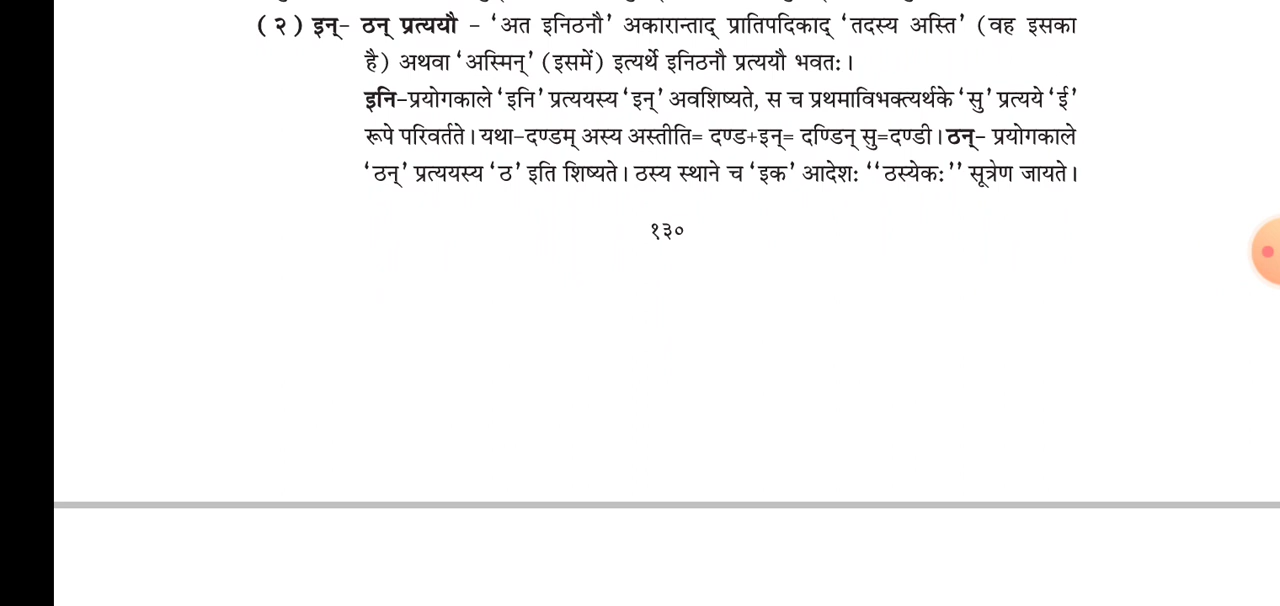 (२) इन्- ठन् प्रत्ययौ - 'अत इनिठनौ' अकारान्ताद् प्रातिपदिकाद् 'तदस्य अस्ति' (वह इसका
है) अथवा 'अस्मिन्' (इसमें) इत्यर्थे इनिठनौ प्रत्ययौ भवतः।
इनि-प्रयोगकाले 'इनि' प्रत्ययस्य 'इन्' अवशिष्यते, स च प्रथमाविभक्त्यर्थके 'सु' प्रत्यये 'ई'
रूपे परिवर्तते। यथा-दण्डम् अस्य अस्तीति= दण्ड+इन्= दण्डिन् सु=दण्डी। ठन्- प्रयोगकाले
'ठन्' प्रत्ययस्य 'ठ' इति शिष्यते। ठस्य स्थाने च 'इक' आदेशः ''ठस्येकः'' सूत्रेण जायते।
१३०